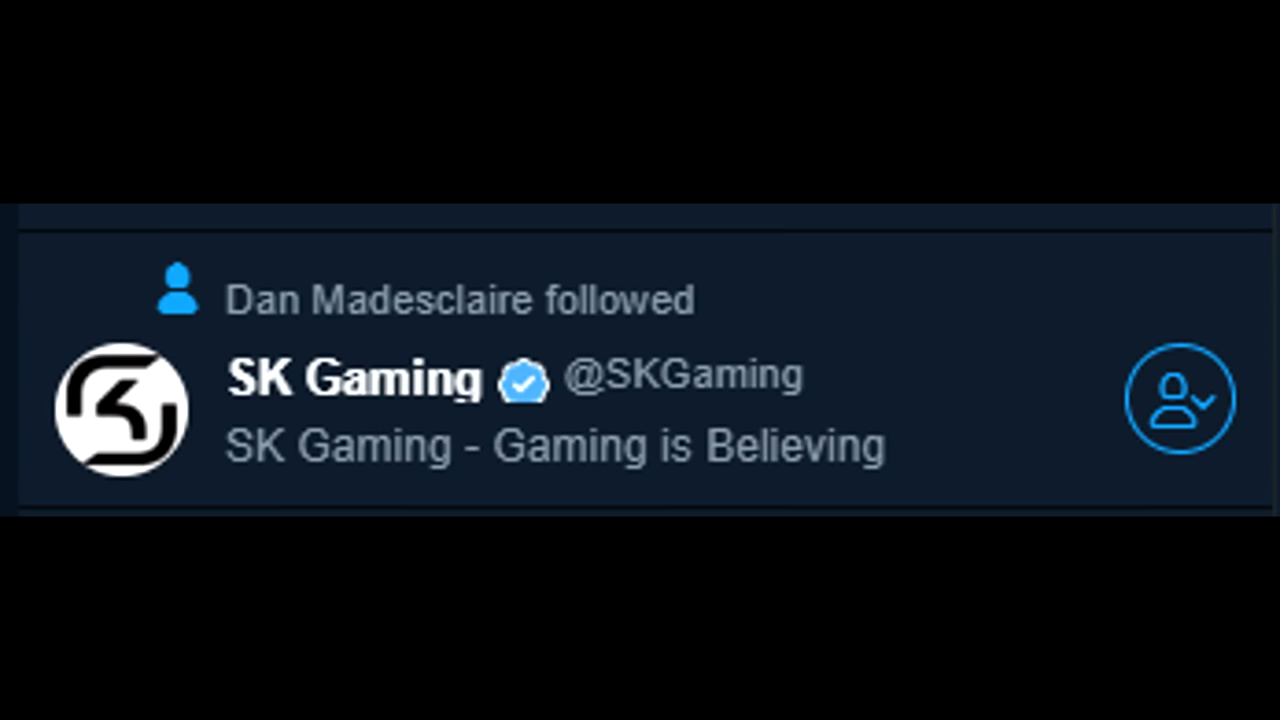 Dan Madesclaire followed
SK Gaming @SKGaming
SK Gaming - Gaming is Believing